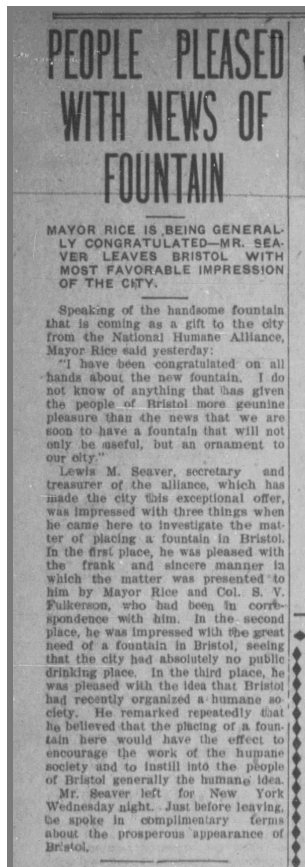 PEOPLE PLEASED
WITH NEWS OF
FOUNTAIN
MAYOR RICE IS BEING GENERAL-
LY CONGRATULATED—MR. SEA-
VER LEAVES BRISTOL WITH
MOST FAVORABLE IMPRESSION
OF THE CITY.
Speaking of the handsome fountain
that is coming as a gift to the city
from the National Humane Alliance,
Mayor Rice said yesterday:
"I have been congratulated on all
hands about the new fountain. I do
not know of anything that has given
the people of Bristol more geunine
pleasure than the news that we are
soon to have a fountain that will not
only be useful, but an ornament to
our city."
Lewis M. Seaver, secretary and
treasurer of the alliance, which has
made the city this exceptional offer,
was impressed with three things when
he came here to investigate the mat-
ter of placing a fountain in Bristol.
In the first place, he was pleased with
the frank and sincere manner in
which the matter was presented to
him by Mayor Rice and Col. S. V.
Fulkerson, who had been in corre-
spondence with him. In the second
place, he was impressed with the great
need of a fountain in Bristol, seeing
that the city had absolutely no public
drinking place. In the third place, he
was pleased with the idea that Bristol
had recently organized a humane so-
ciety. He remarked repeatedly that
he believed that the placing of a foun-
tain here would have the effect to
encourage the work of the humane
society and to instill into the people
of Bristol generally the humane idea.
Mr. Seaver left for New York
Wednesday night. Just before leaving,
he spoke in complimentary terms
about the prosperous appearance of
Bristol.